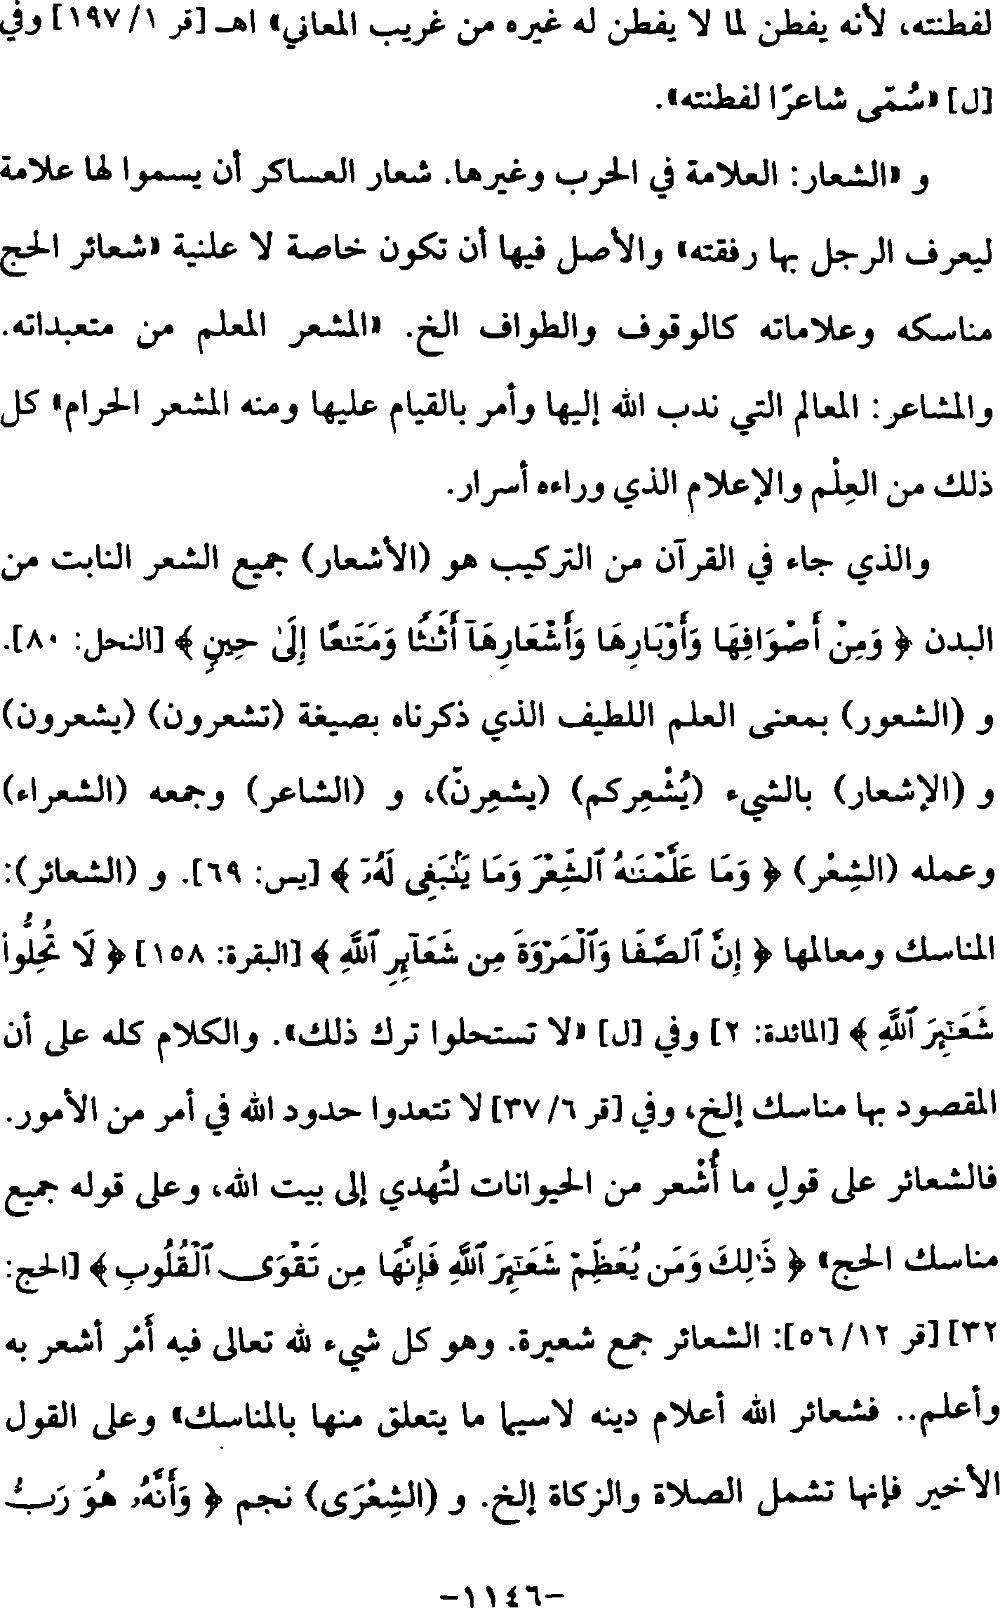 لفطنته، لأنه يفطن لما لا يفطن له غيره من غريب المعاني» اهـ [قر ١/ ١٩٧] وفي
[ل] «سُمّى شاعرًا لفطنته».
و «الشعار: العلامة في الحرب وغيرها. شعار العساكر أن يسموا لها علامة
ليعرف الرجل بها رفقته» والأصل فيها أن تكون خاصة لا علنية «شعائر الحج
مناسكه وعلاماته كالوقوف والطواف الخ. «المشعر المعلم من متعبداته.
والمشاعر: المعالم التي ندب الله إليها وأمر بالقيام عليها ومنه المشعر الحرام» كل
ذلك من العِلْم والإعلام الذي وراءه أسرار.
والذي جاء في القرآن من التركيب هو (الأشعار) جميع الشعر النابت من
البدن ﴿ وَمِنْ أَصْوَافِهَا وَأَوْبَارِهَا وَأَشْعَارِهَآ أَثَٰثًا وَمَتَٰعًا إِلَىٰ حِينٍ ﴾ [النحل: ٨٠].
و (الشعور) بمعنى العلم اللطيف الذي ذكرناه بصيغة (تشعرون) (يشعرون)
و (الإشعار) بالشيء (يُشْعِركم) (يشعِرنّ)، و (الشاعر) وجمعه (الشعراء)
وعمله (الشِعْر) ﴿ وَمَا عَلَّمْنَٰهُ ٱلشِّعْرَ وَمَا يَنۢبَغِى لَهُۥٓ ﴾ [يس: ٦٩]. و (الشعائر):
المناسك ومعالمها ﴿ إِنَّ ٱلصَّفَا وَٱلْمَرْوَةَ مِن شَعَآئِرِ ٱللَّهِ ﴾ [البقرة: ١٥٨] ﴿ لَا تُحِلُّوا۟
شَعَٰٓئِرَ ٱللَّهِ ﴾ [المائدة: ٢] وفي [ل] «لا تستحلوا ترك ذلك». والكلام كله على أن
المقصود بها مناسك إلخ، وفي [قر ٦/ ٣٧] لا تتعدوا حدود الله في أمر من الأمور.
فالشعائر على قولٍ ما أُشْعر من الحيوانات لتُهدي إلى بيت الله، وعلى قوله جميع
مناسك الحج» ﴿ ذَٰلِكَ وَمَن يُعَظِّمْ شَعَٰٓئِرَ ٱللَّهِ فَإِنَّهَا مِن تَقْوَى ٱلْقُلُوبِ ﴾ [الحج:
٣٢] [قر ١٢/ ٥٦]: الشعائر جمع شعيرة. وهو كل شيء لله تعالى فيه أَمْر أشعر به
وأعلم.. فشعائر الله أعلام دينه لاسيما ما يتعلق منها بالمناسك» وعلى القول
الأخير فإنها تشمل الصلاة والزكاة إلخ. و (الشِعْرَى) نجم ﴿ وَأَنَّهُۥ هُوَ رَبُّ
-١١٤٦-